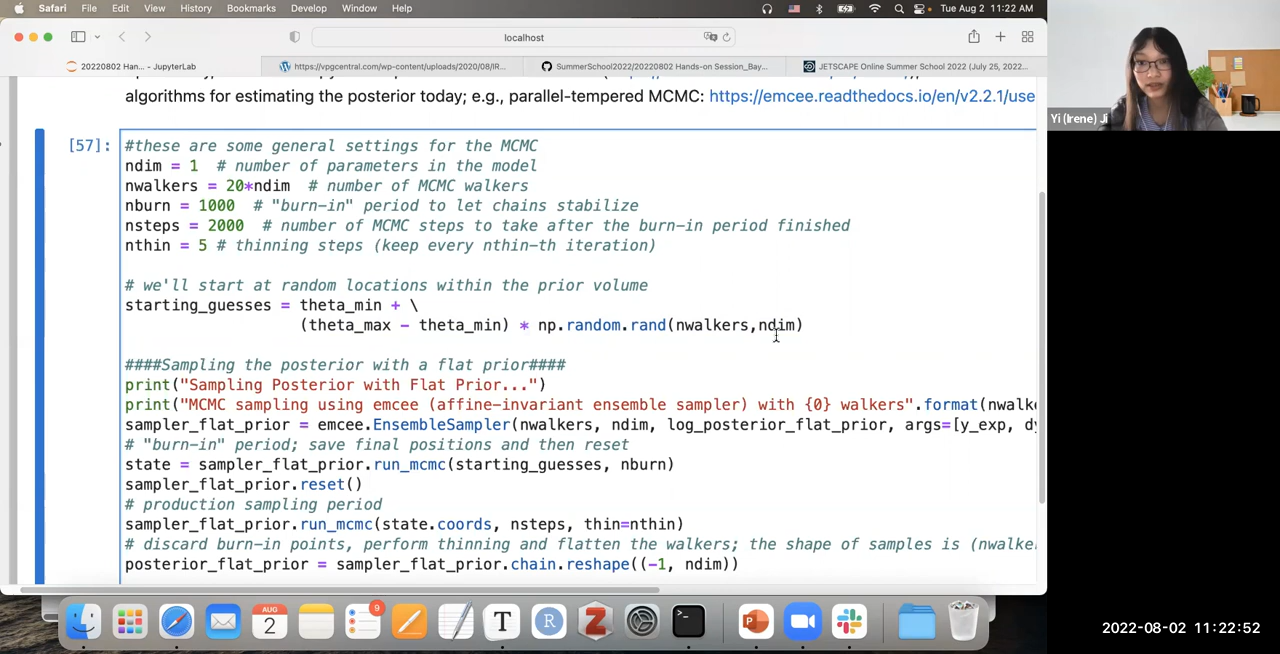 Safari File Edit View History Bookmarks Develop Window Help Tue Aug 2 11:22 AM
localhost
20220802 Han... - JupyterLab https://vpgcentral.com/wp-content/uploads/2020/08/IR... SummerSchool2022/20220802 Hands-on Session_Bay... JETSCAPE Online Summer School 2022 (July 25, 2022...
algorithms for estimating the posterior today; e.g., parallel-tempered MCMC: https://emcee.readthedocs.io/en/v2.2.1/use
Yi (Irene) Ji
[57]: #these are some general settings for the MCMC
ndim = 1 # number of parameters in the model
nwalkers = 20*ndim # number of MCMC walkers
nburn = 1000 # "burn-in" period to let chains stabilize
nsteps = 2000 # number of MCMC steps to take after the burn-in period finished
nthin = 5 # thinning steps (keep every nthin-th iteration)
# we'll start at random locations within the prior volume
starting_guesses = theta_min + \
(theta_max - theta_min) * np.random.rand(nwalkers,ndim)
####Sampling the posterior with a flat prior####
print("Sampling Posterior with Flat Prior...")
print("MCMC sampling using emcee (affine-invariant ensemble sampler) with {0} walkers".format(nwalk
sampler_flat_prior = emcee.EnsembleSampler(nwalkers, ndim, log_posterior_flat_prior, args=[y_exp, dy
# "burn-in" period; save final positions and then reset
state = sampler_flat_prior.run_mcmc(starting_guesses, nburn)
sampler_flat_prior.reset()
# production sampling period
sampler_flat_prior.run_mcmc(state.coords, nsteps, thin=nthin)
# discard burn-in points, perform thinning and flatten the walkers; the shape of samples is (nwalke
posterior_flat_prior = sampler_flat_prior.chain.reshape((-1, ndim))
AUG
2
9
T
R
Z
P
2022-08-02 11:22:52